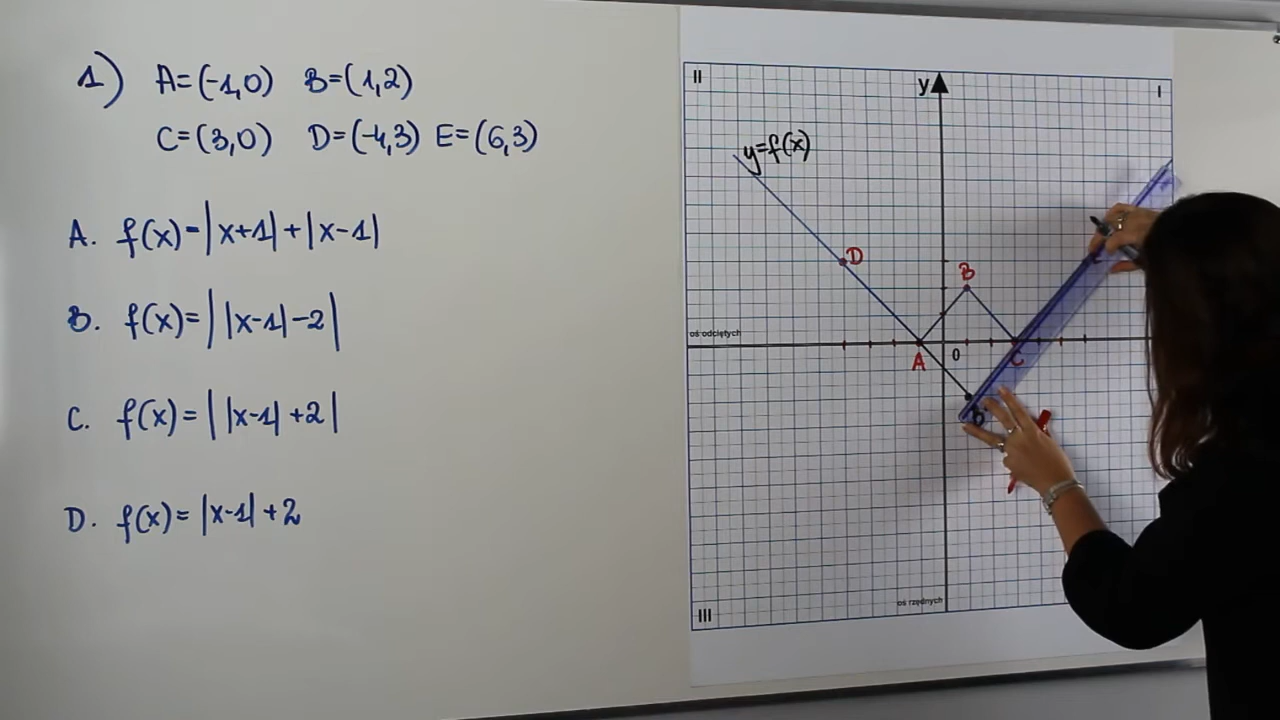 1) A=(-1,0) B=(1,2)
C=(3,0) D=(-4,3) E=(6,3)
A. f(x)=|x+1|+|x-1|
B. f(x)=||x-1|-2|
C. f(x)=||x-1|+2|
D. f(x)=|x-1|+2
II
y
I
y=f(x)
D
B
oś odciętych
A
0
C
III
oś rzędnych